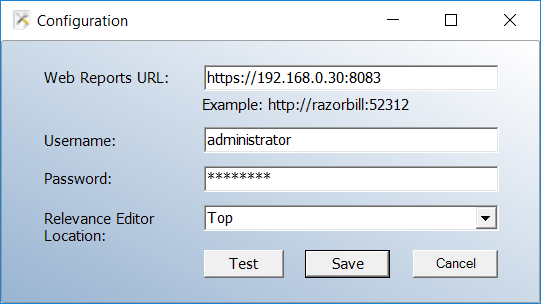 Configuration
Web Reports URL: https://192.168.0.30:8083
Example: http://razorbill:52312
Username: administrator
Password: ********
Relevance Editor Top
Location:
Test Save Cancel